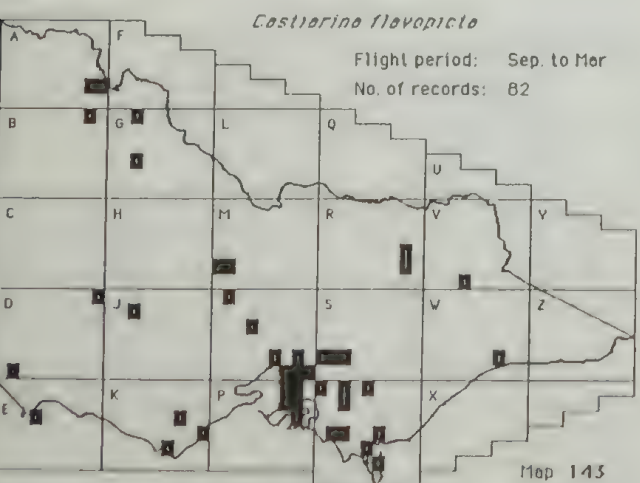 Castiarina flavopicta
Flight period: Sep. to Mar
No. of records: 82
A F
B G L Q
U
C H M R V Y
D J S W Z
E K P X
Map 143